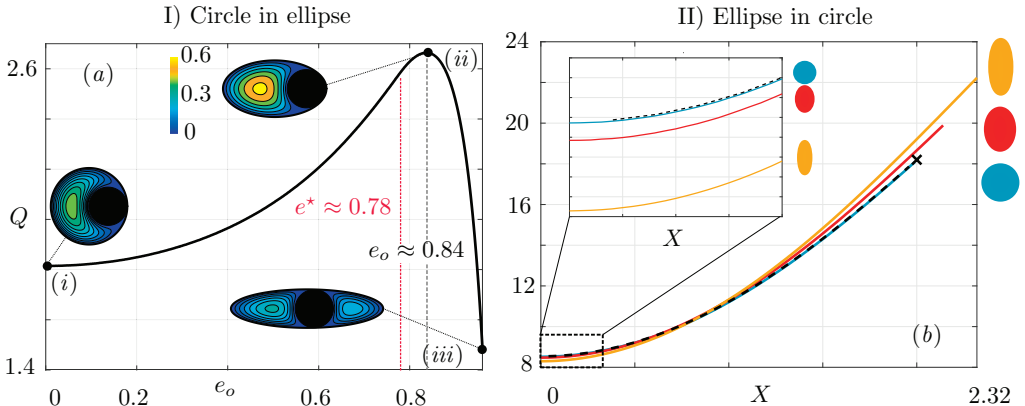 I) Circle in ellipse
2.6
Q
1.4
0
0.2
0.6
0.8
e_o
(a)
0.6
0.3
0
(i)
(ii)
(iii)
e^⋆ ≈ 0.78
e_o ≈ 0.84
II) Ellipse in circle
24
20
16
12
8
0
X
2.32
X
(b)